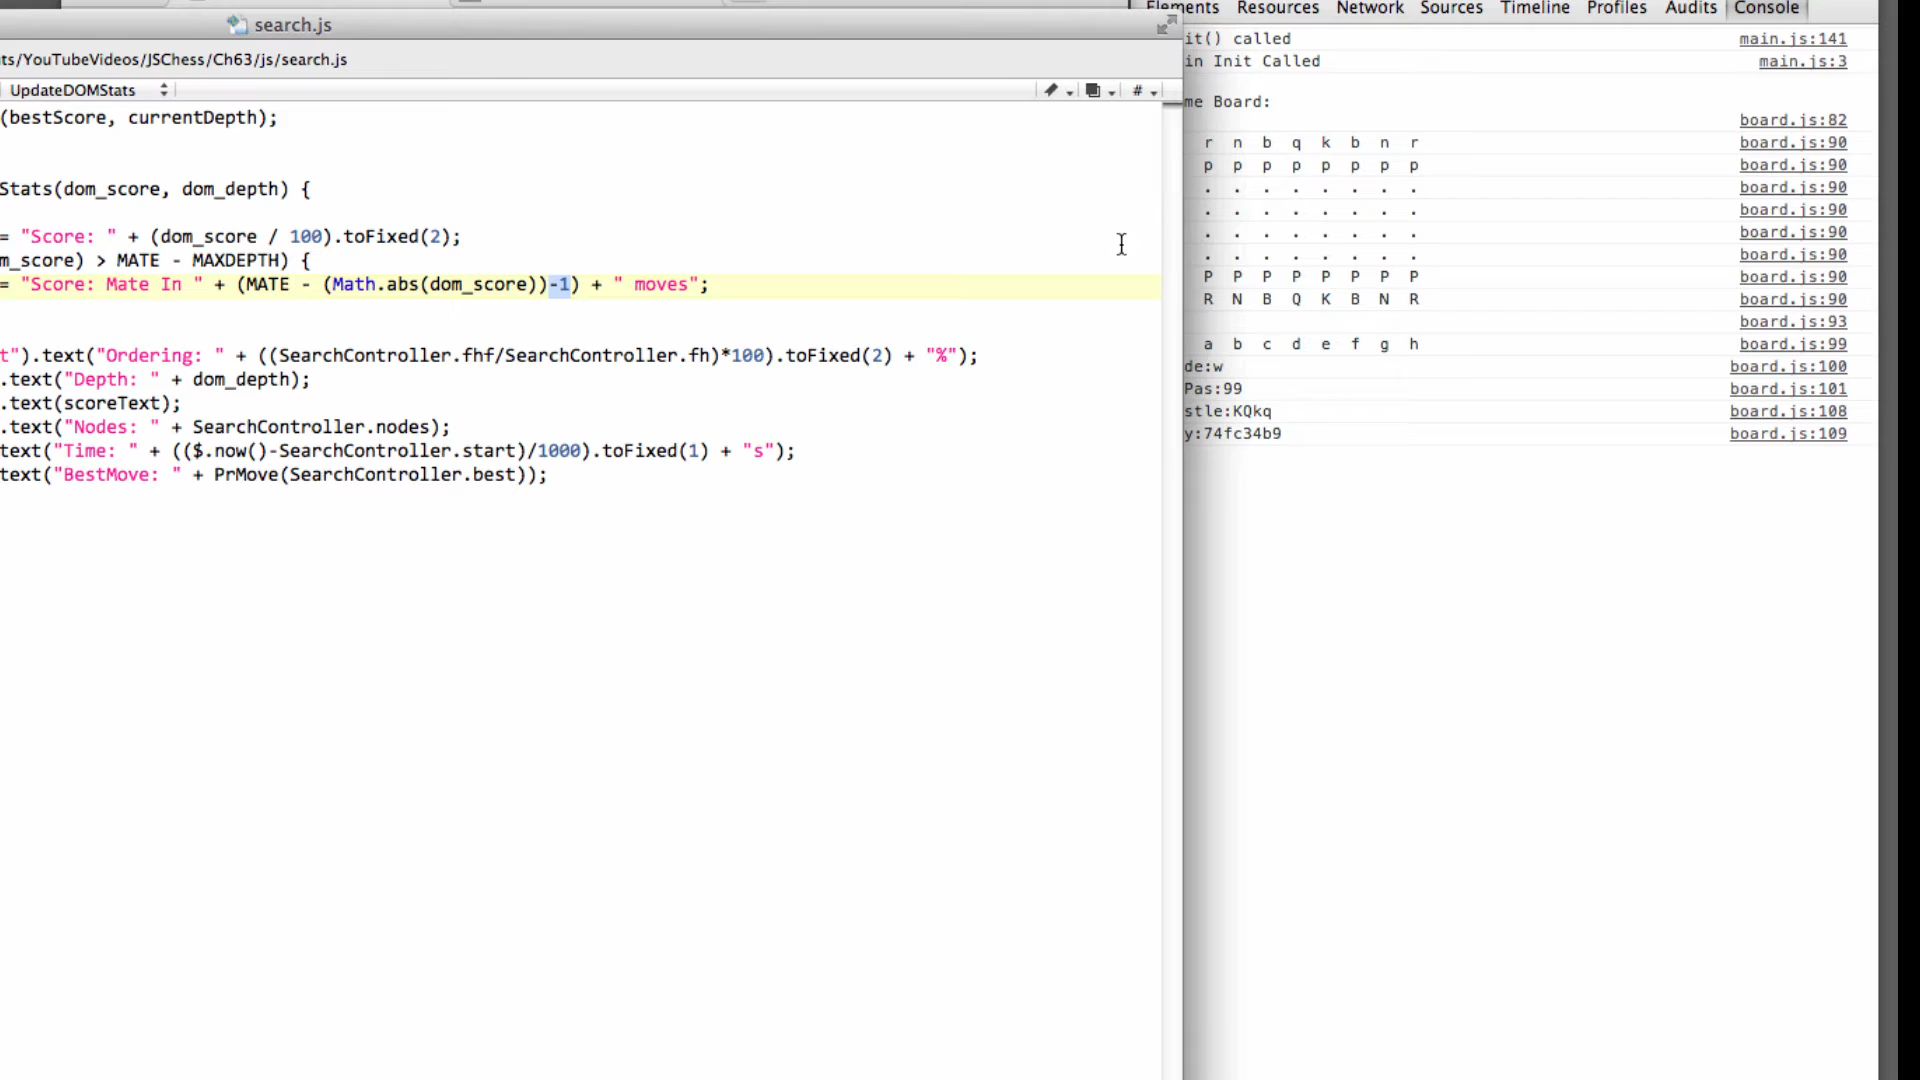 search.js
ts/YouTubeVideos/JSChess/Ch63/js/search.js
UpdateDOMStats
#
(bestScore, currentDepth);
Stats(dom_score, dom_depth) {
= "Score: " + (dom_score / 100).toFixed(2);
m_score) > MATE - MAXDEPTH) {
= "Score: Mate In " + (MATE - (Math.abs(dom_score))-1) + " moves";
t").text("Ordering: " + ((SearchController.fhf/SearchController.fh)*100).toFixed(2) + "%");
.text("Depth: " + dom_depth);
.text(scoreText);
.text("Nodes: " + SearchController.nodes);
text("Time: " + (($.now()-SearchController.start)/1000).toFixed(1) + "s");
text("BestMove: " + PrMove(SearchController.best));
Elements Resources Network Sources Timeline Profiles Audits Console
it() called main.js:141
in Init Called main.js:3
me Board:
board.js:82
r n b q k b n r board.js:90
p p p p p p p p board.js:90
. . . . . . . . board.js:90
. . . . . . . . board.js:90
. . . . . . . . board.js:90
. . . . . . . . board.js:90
P P P P P P P P board.js:90
R N B Q K B N R board.js:90
board.js:93
a b c d e f g h board.js:99
de:w board.js:100
Pas:99 board.js:101
stle:KQkq board.js:108
y:74fc34b9 board.js:109